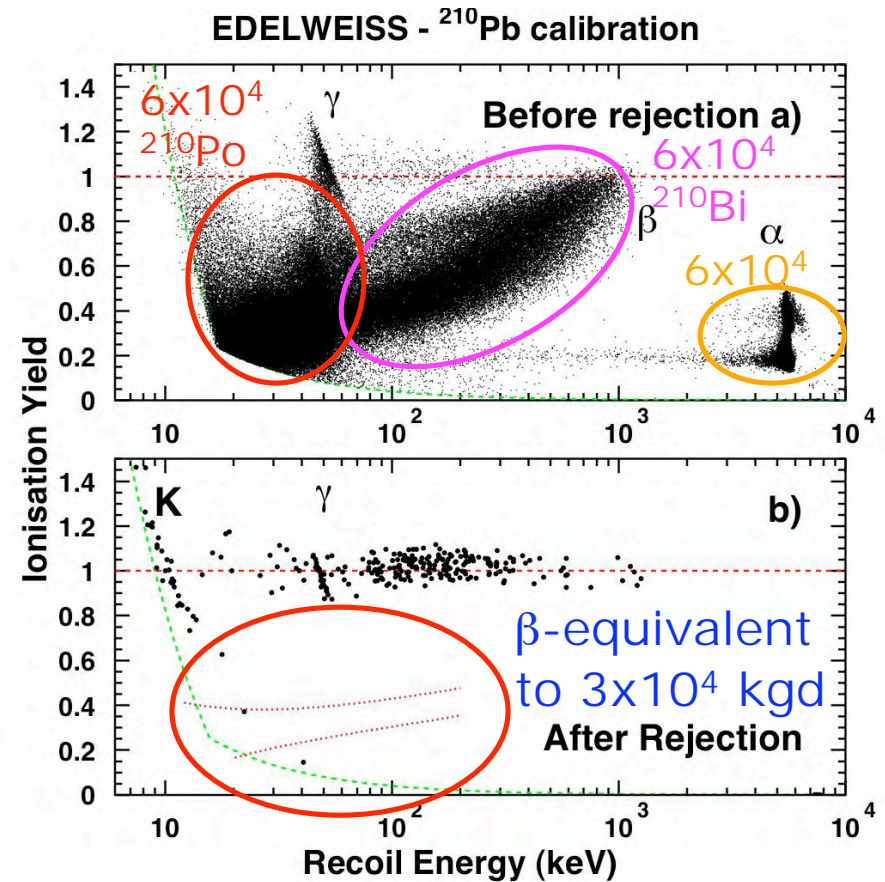 EDELWEISS - ²¹⁰Pb calibration
1.4
1.2
1
0.8
0.6
0.4
0.2
0
6x10⁴
²¹⁰Po
γ
Before rejection a)
6x10⁴
²¹⁰Bi
β
α
6x10⁴
10
10²
10³
10⁴
Ionisation Yield
1.4
1.2
1
0.8
0.6
0.4
0.2
0
K
γ
b)
β-equivalent
to 3x10⁴ kgd
After Rejection
10
10²
10³
10⁴
Recoil Energy (keV)